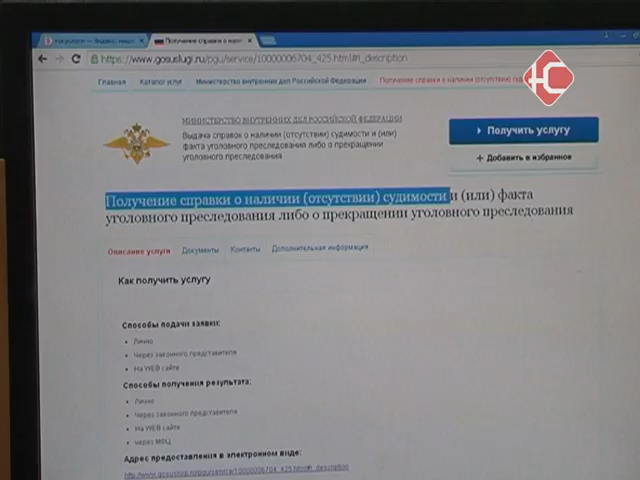 Получение справки о нали
https://www.gosuslugi.ru/pgu/service/10000006704_425.html#!_description
Главная Каталог услуг Министерство внутренних дел Российской Федерации Получение справки о наличии (отсутствии)
МИНИСТЕРСТВО ВНУТРЕННИХ ДЕЛ РОССИЙСКОЙ ФЕДЕРАЦИИ
Выдача справок о наличии (отсутствии) судимости и (или)
факта уголовного преследования либо о прекращении
уголовного преследования
Получить услугу
+ Добавить в избранное
Получение справки о наличии (отсутствии) судимости и (или) факта
уголовного преследования либо о прекращении уголовного преследования
Описание услуги Документы Контакты Дополнительная информация
Как получить услугу
Способы подачи заявки:
• Лично
• Через законного представителя
• На WEB сайте
Способы получения результата:
• Лично
• Через законного представителя
• На WEB сайте
• через МФЦ
Адрес предоставления в электронном виде: